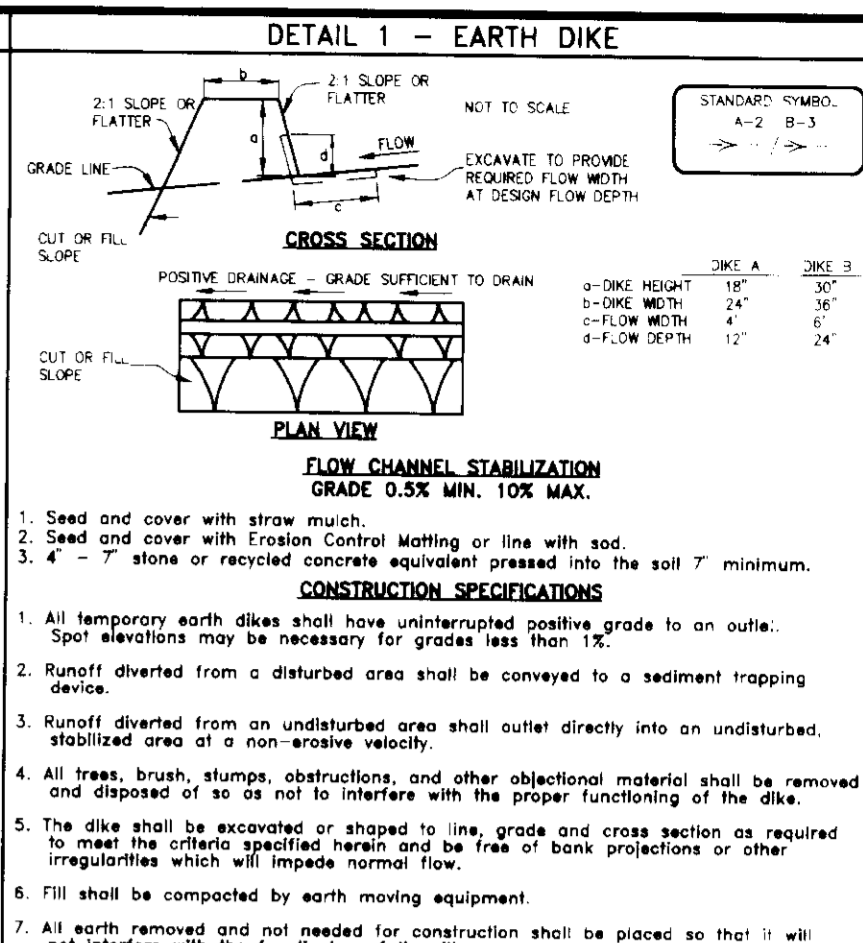 DETAIL 1 – EARTH DIKE
b
2:1 SLOPE OR
FLATTER
2:1 SLOPE OR
FLATTER
NOT TO SCALE
STANDARD SYMBOL
A-2 B-3
a
d
FLOW
GRADE LINE
EXCAVATE TO PROVIDE
REQUIRED FLOW WIDTH
AT DESIGN FLOW DEPTH
c
CUT OR FILL
SLOPE
CROSS SECTION
POSITIVE DRAINAGE – GRADE SUFFICIENT TO DRAIN
DIKE A DIKE B
a-DIKE HEIGHT 18" 30"
b-DIKE WIDTH 24" 36"
c-FLOW WIDTH 4' 6'
d-FLOW DEPTH 12" 24"
CUT OR FILL
SLOPE
PLAN VIEW
FLOW CHANNEL STABILIZATION
GRADE 0.5% MIN. 10% MAX.
1. Seed and cover with straw mulch.
2. Seed and cover with Erosion Control Matting or line with sod.
3. 4" – 7" stone or recycled concrete equivalent pressed into the soil 7" minimum.
CONSTRUCTION SPECIFICATIONS
1. All temporary earth dikes shall have uninterrupted positive grade to an outlet.
Spot elevations may be necessary for grades less than 1%.
2. Runoff diverted from a disturbed area shall be conveyed to a sediment trapping
device.
3. Runoff diverted from an undisturbed area shall outlet directly into an undisturbed,
stabilized area at a non-erosive velocity.
4. All trees, brush, stumps, obstructions, and other objectional material shall be removed
and disposed of so as not to interfere with the proper functioning of the dike.
5. The dike shall be excavated or shaped to line, grade and cross section as required
to meet the criteria specified herein and be free of bank projections or other
irregularities which will impede normal flow.
6. Fill shall be compacted by earth moving equipment.
7. All earth removed and not needed for construction shall be placed so that it will